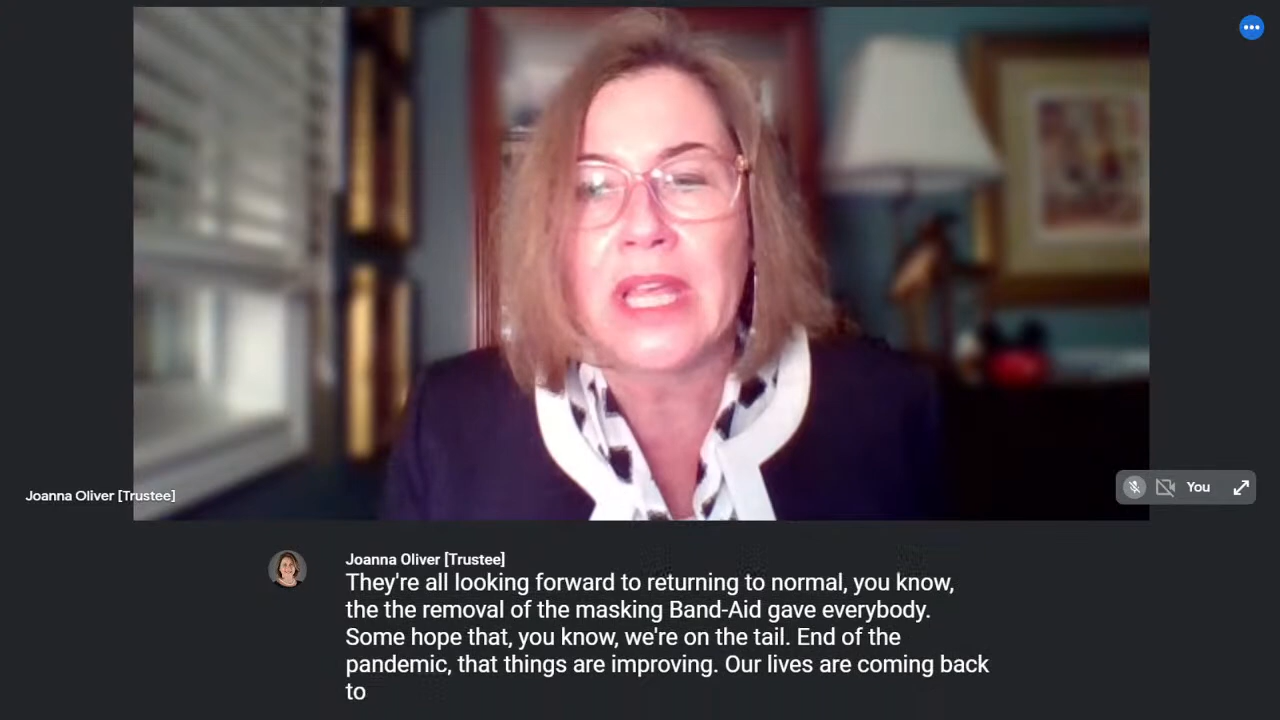 Joanna Oliver [Trustee]
You
Joanna Oliver [Trustee]
They're all looking forward to returning to normal, you know,
the the removal of the masking Band-Aid gave everybody.
Some hope that, you know, we're on the tail. End of the
pandemic, that things are improving. Our lives are coming back
to